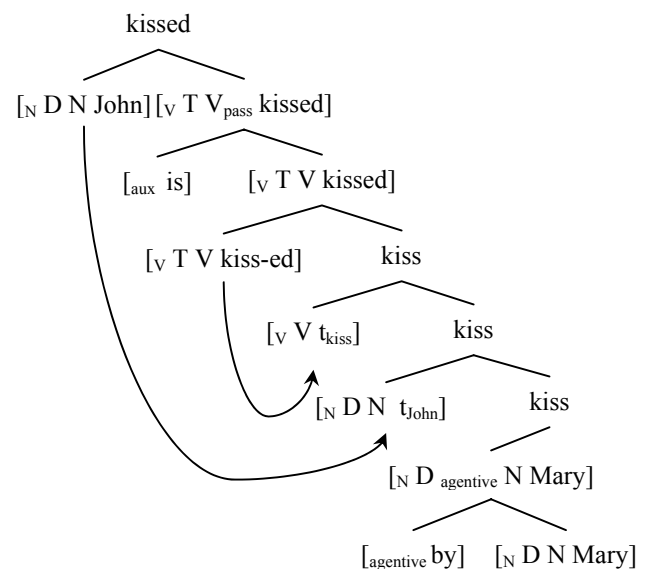 kissed
[N D N John] [V T Vpass kissed]
[aux is] [V T V kissed]
[V T V kiss-ed] kiss
[V V tkiss] kiss
[N D N tJohn] kiss
[N D agentive N Mary]
[agentive by] [N D N Mary]